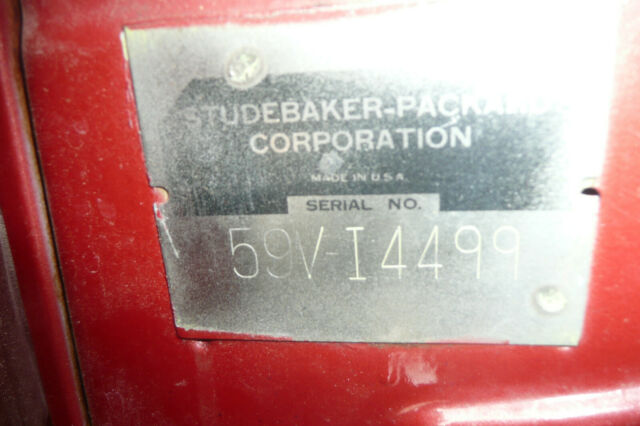 STUDEBAKER-PACKARD
CORPORATION
MADE IN U.S.A.
SERIAL NO.
59V-I4499